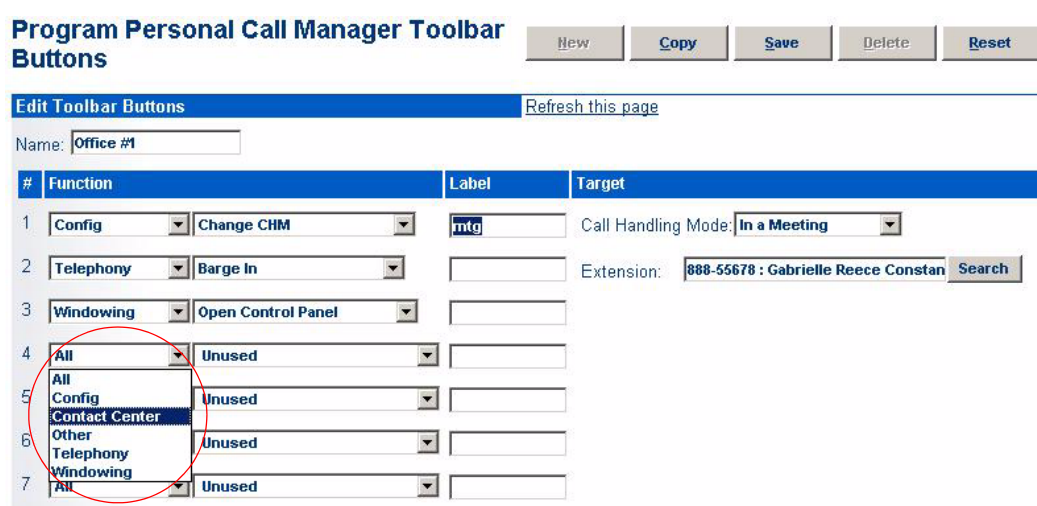 Program Personal Call Manager Toolbar
Buttons
New Copy Save Delete Reset
Edit Toolbar Buttons Refresh this page
Name: Office #1
# Function Label Target
1 Config Change CHM mtg Call Handling Mode: In a Meeting
2 Telephony Barge In Extension: 888-55678 : Gabrielle Reece Constan Search
3 Windowing Open Control Panel
4 All Unused
All
5 Config Unused
Contact Center
6 Other Unused
Telephony
Windowing
7 All Unused